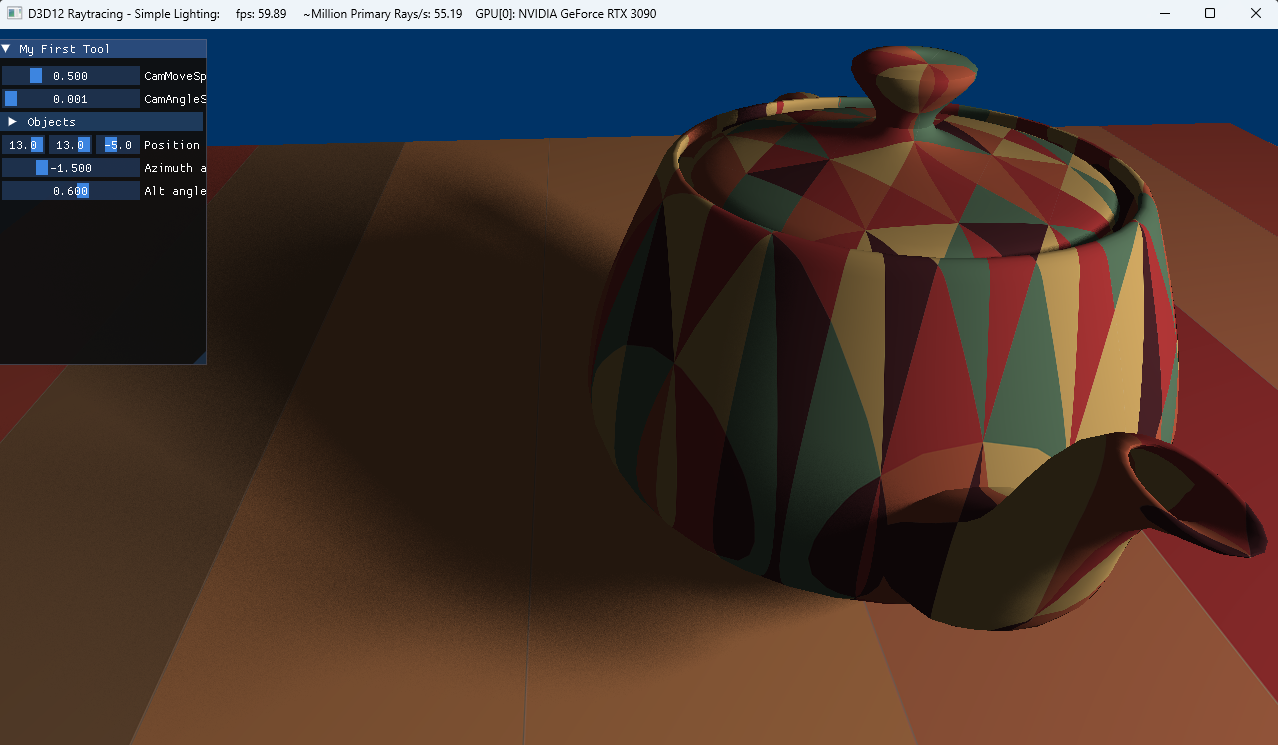 D3D12 Raytracing - Simple Lighting: fps: 59.89 ~Million Primary Rays/s: 55.19 GPU[0]: NVIDIA GeForce RTX 3090
My First Tool
0.500 CamMoveSp
0.001 CamAngleS
Objects
13.0 13.0 -5.0 Position
-1.500 Azimuth a
0.600 Alt angle